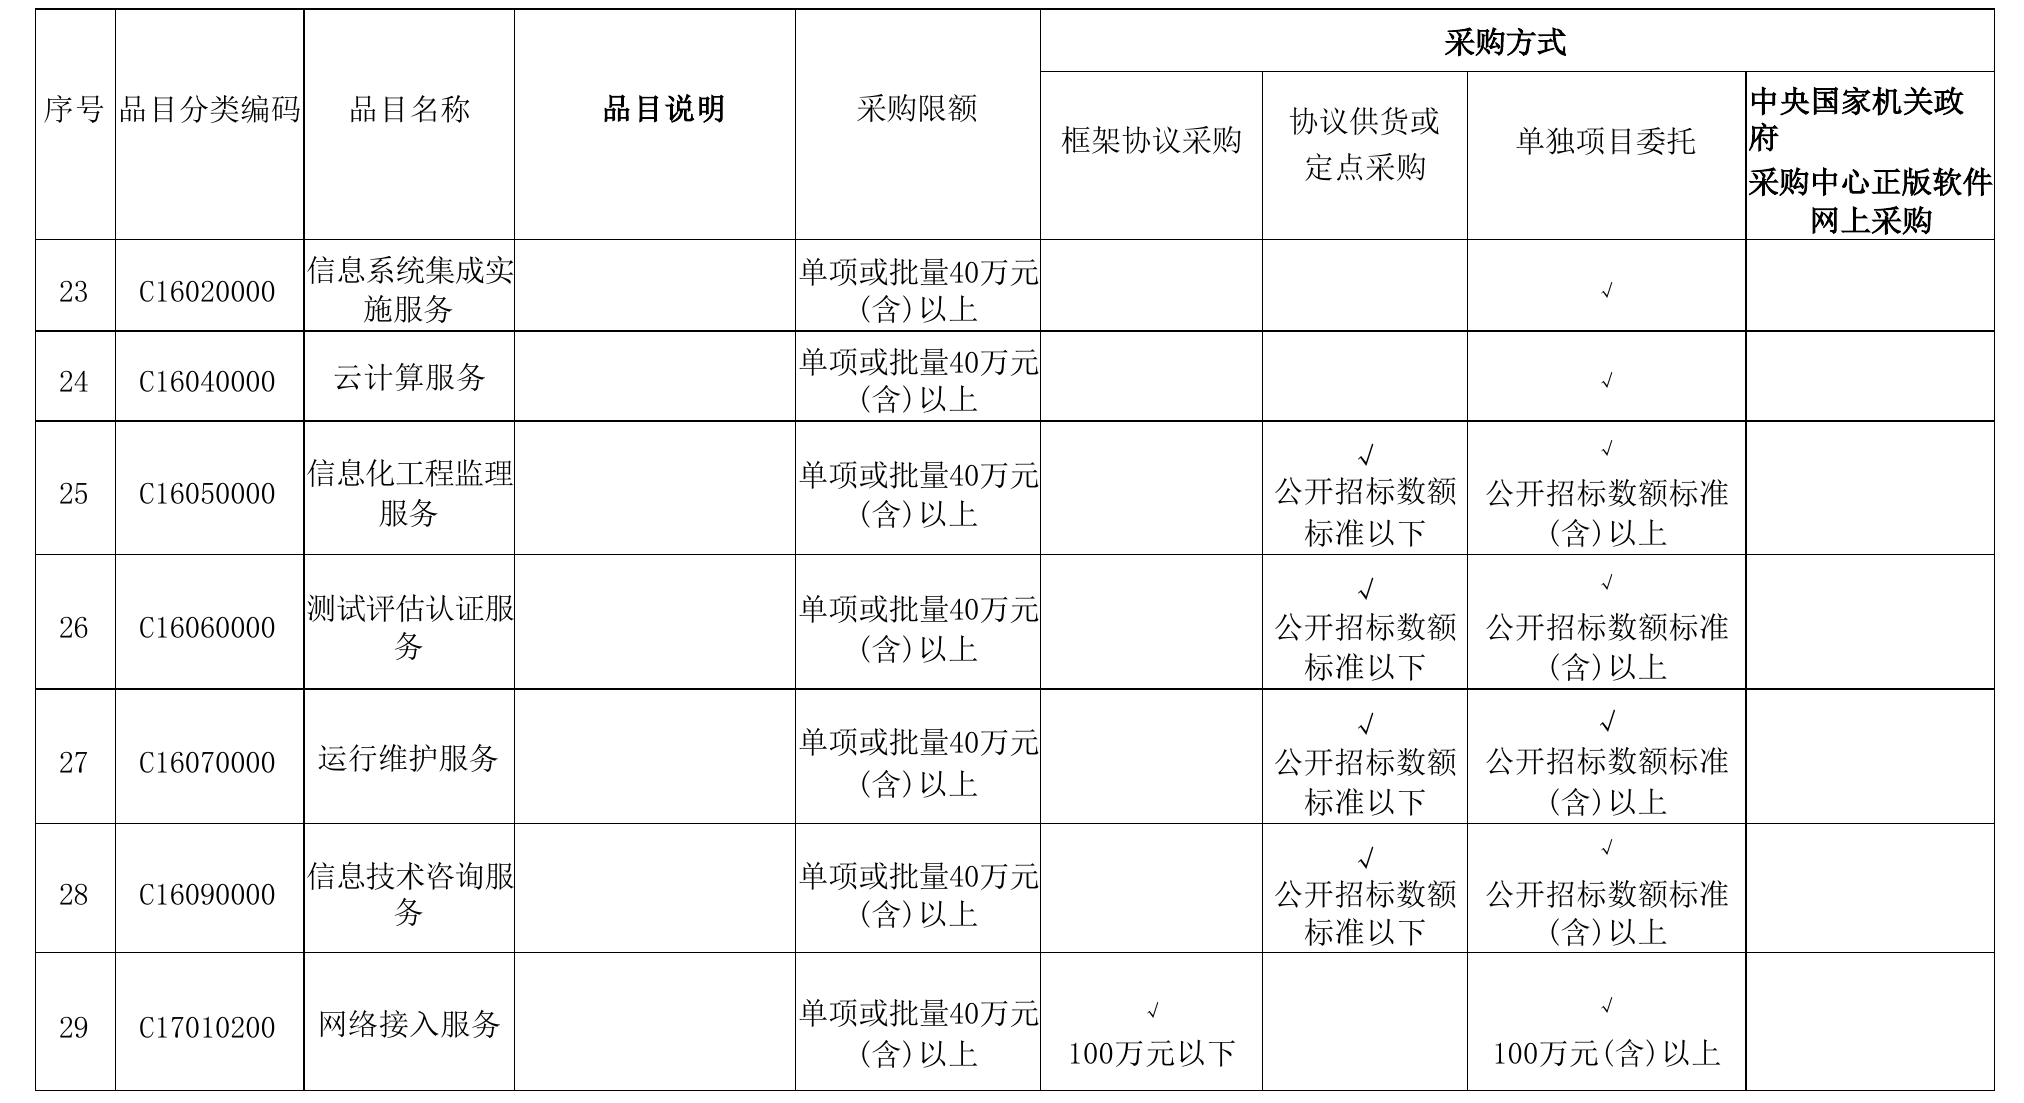 采购方式
序号 品目分类编码 品目名称 品目说明 采购限额
框架协议采购
协议供货或
定点采购
单独项目委托
中央国家机关政
府
采购中心正版软件
网上采购
23 C16020000
信息系统集成实
施服务
单项或批量40万元
(含)以上
√
24 C16040000 云计算服务
单项或批量40万元
(含)以上
√
25 C16050000
信息化工程监理
服务
单项或批量40万元
(含)以上
√
公开招标数额
标准以下
√
公开招标数额标准
(含)以上
26 C16060000
测试评估认证服
务
单项或批量40万元
(含)以上
√
公开招标数额
标准以下
√
公开招标数额标准
(含)以上
27 C16070000 运行维护服务
单项或批量40万元
(含)以上
√
公开招标数额
标准以下
√
公开招标数额标准
(含)以上
28 C16090000
信息技术咨询服
务
单项或批量40万元
(含)以上
√
公开招标数额
标准以下
√
公开招标数额标准
(含)以上
29 C17010200 网络接入服务
单项或批量40万元
(含)以上
√
100万元以下
√
100万元(含)以上